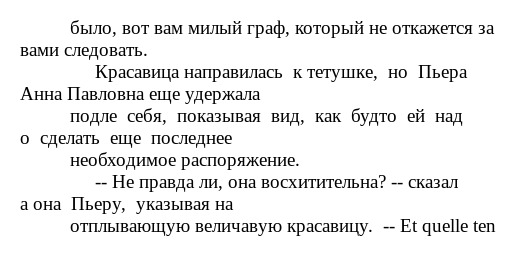 было, вот вам милый граф, который не откажется за
вами следовать.
Красавица направилась к тетушке, но Пьера
Анна Павловна еще удержала
подле себя, показывая вид, как будто ей над
о сделать еще последнее
необходимое распоряжение.
-- Не правда ли, она восхитительна? -- сказал
а она Пьеру, указывая на
отплывающую величавую красавицу. -- Et quelle ten